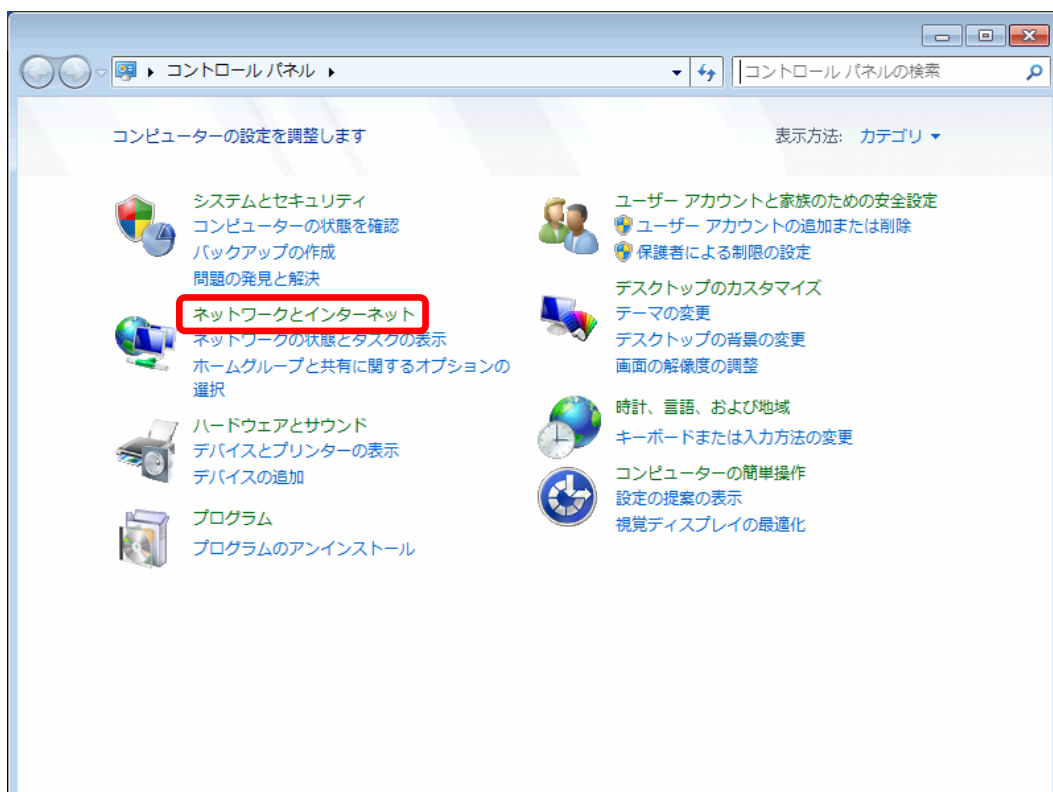 コントロール パネル
コントロール パネルの検索
コンピューターの設定を調整します
表示方法: カテゴリ
システムとセキュリティ
コンピューターの状態を確認
バックアップの作成
問題の発見と解決
ネットワークとインターネット
ネットワークの状態とタスクの表示
ホームグループと共有に関するオプションの
選択
ハードウェアとサウンド
デバイスとプリンターの表示
デバイスの追加
プログラム
プログラムのアンインストール
ユーザー アカウントと家族のための安全設定
ユーザー アカウントの追加または削除
保護者による制限の設定
デスクトップのカスタマイズ
テーマの変更
デスクトップの背景の変更
画面の解像度の調整
時計、言語、および地域
キーボードまたは入力方法の変更
コンピューターの簡単操作
設定の提案の表示
視覚ディスプレイの最適化